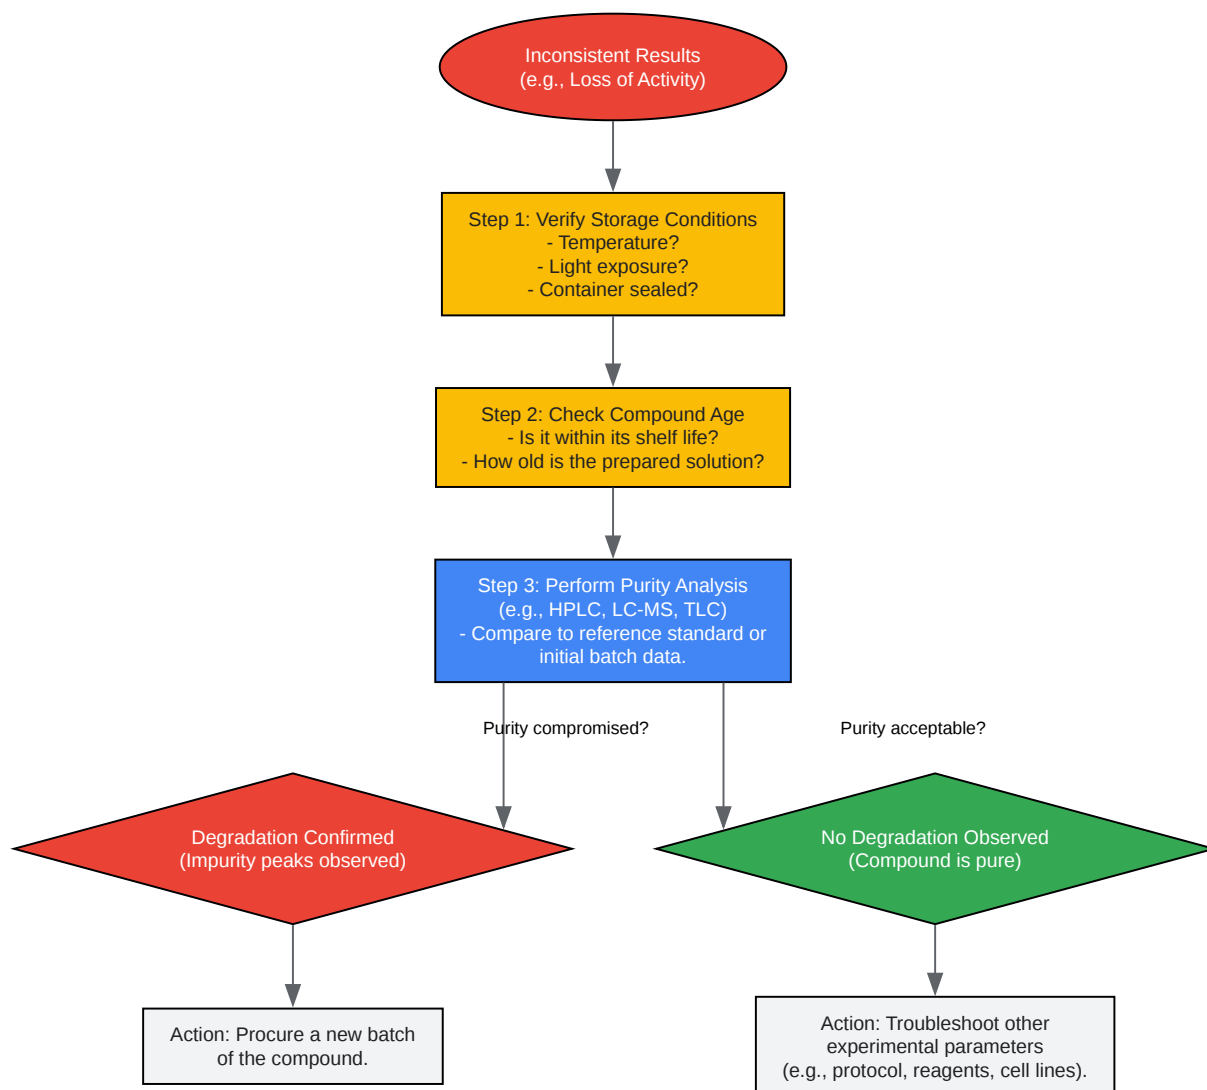 Inconsistent Results
(e.g., Loss of Activity)
Step 1: Verify Storage Conditions
- Temperature?
- Light exposure?
- Container sealed?
Step 2: Check Compound Age
- Is it within its shelf life?
- How old is the prepared solution?
Step 3: Perform Purity Analysis
(e.g., HPLC, LC-MS, TLC)
- Compare to reference standard or
initial batch data.
Purity compromised?
Purity acceptable?
Degradation Confirmed
(Impurity peaks observed)
No Degradation Observed
(Compound is pure)
Action: Procure a new batch
of the compound.
Action: Troubleshoot other
experimental parameters
(e.g., protocol, reagents, cell lines).